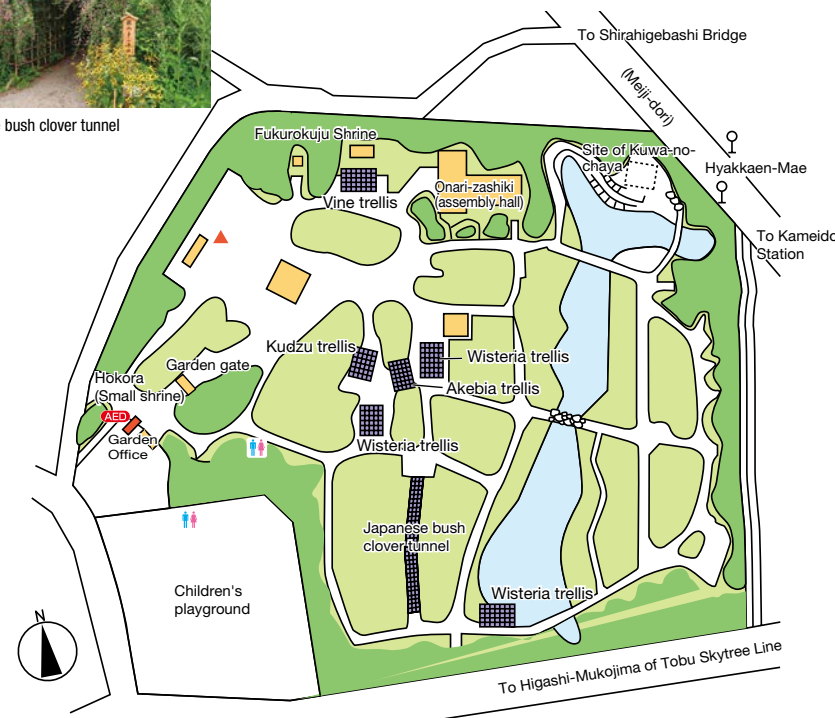 bush clover tunnel
To Shirahigebashi Bridge
(Meiji-dori)
Fukurokuju Shrine
Site of Kuwa-no-
chaya
Hyakkaen-Mae
Onari-zashiki
(assembly hall)
Vine trellis
To Kameido
Station
Kudzu trellis
Wisteria trellis
Garden gate
Akebia trellis
Hokora
(Small shrine)
AED
Garden
Office
Wisteria trellis
Japanese bush
clover tunnel
Children's
playground
Wisteria trellis
N
To Higashi-Mukojima of Tobu Skytree Line